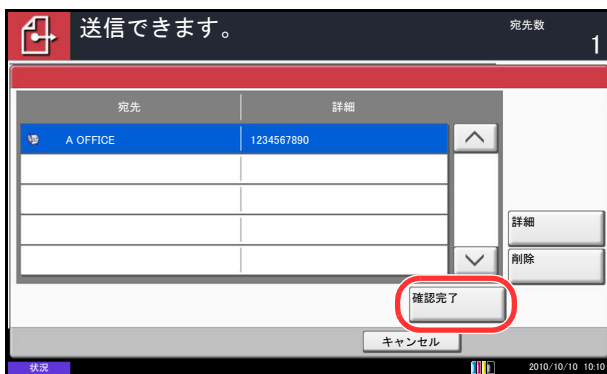 送信できます。
宛先数
1
宛先 詳細
A OFFICE 1234567890
詳細
削除
確認完了
キャンセル
状況 2010/10/10 10:10